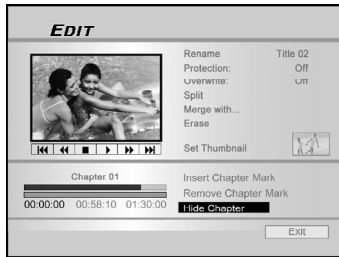 EDIT
Rename Title 02
Protection: Off
Overwrite: Off
Split
Merge with...
Erase
Set Thumbnail
Chapter 01
Insert Chapter Mark
Remove Chapter Mark
00:00:00 00:58:10 01:30:00
Hide Chapter
Exit